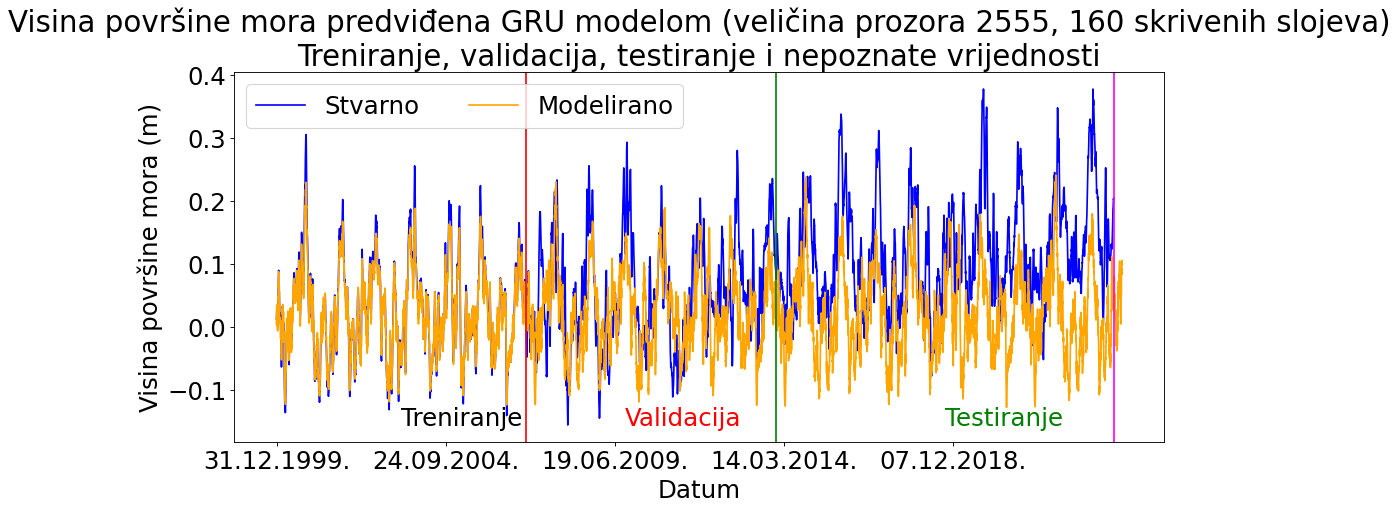 Visina površine mora predviđena GRU modelom (veličina prozora 2555, 160 skrivenih slojeva)
Treniranje, validacija, testiranje i nepoznate vrijednosti
Stvarno Modelirano
Visina površine mora (m)
0.4
0.3
0.2
0.1
0.0
−0.1
Treniranje Validacija Testiranje
31.12.1999. 24.09.2004. 19.06.2009. 14.03.2014. 07.12.2018.
Datum